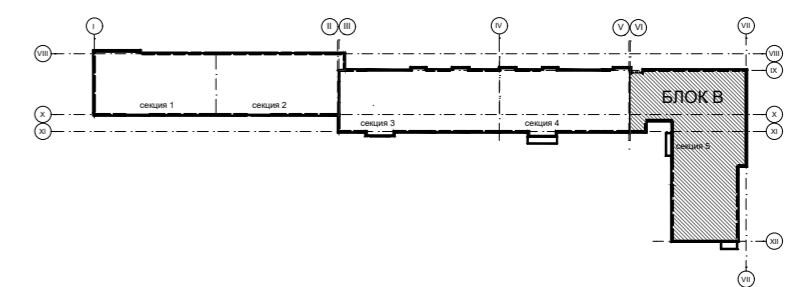 I II III IV V VI VII
VIII VIII
IX
БЛОК В
секция 1 секция 2
X X
секция 3 секция 4
XI XI
секция 5
XII
VII